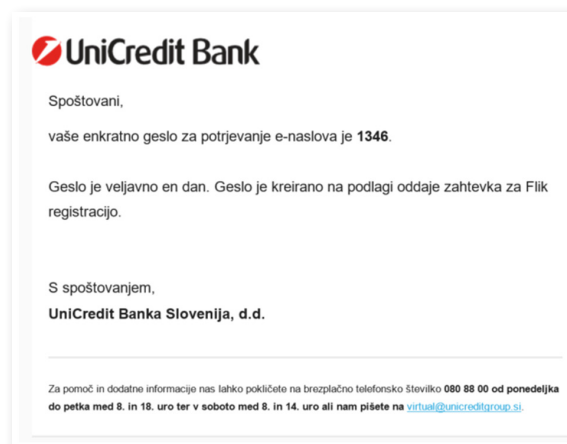 UniCredit Bank
Spoštovani,
vaše enkratno geslo za potrjevanje e-naslova je 1346.
Geslo je veljavno en dan. Geslo je kreirano na podlagi oddaje zahtevka za Flik
registracijo.
S spoštovanjem,
UniCredit Banka Slovenija, d.d.
Za pomoč in dodatne informacije nas lahko pokličete na brezplačno telefonsko številko 080 88 00 od ponedeljka
do petka med 8. in 18. uro ter v soboto med 8. in 14. uro ali nam pišete na virtual@unicreditgroup.si.